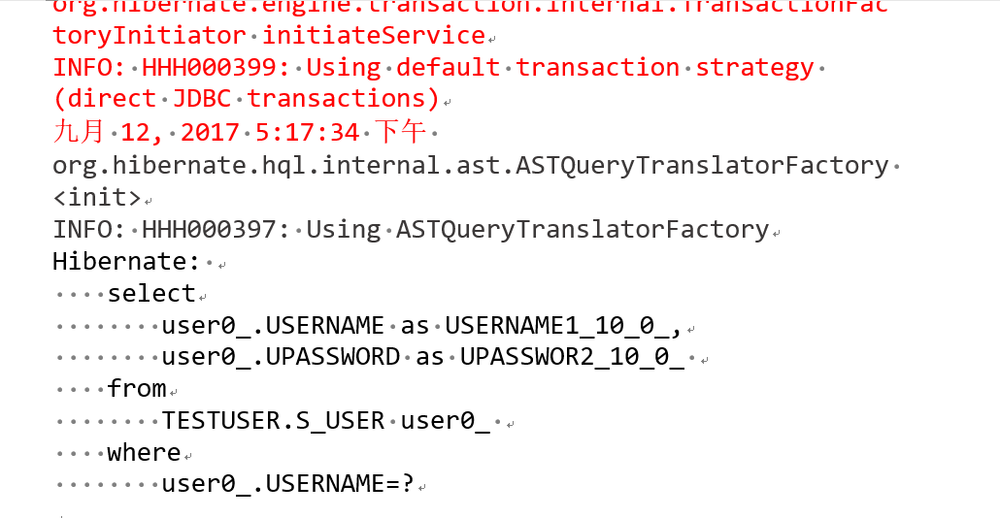 org.hibernate.engine.transaction.internal.TransactionFac
toryInitiator initiateService
INFO: HHH000399: Using default transaction strategy
(direct JDBC transactions)
九月 12, 2017 5:17:34 下午
org.hibernate.hql.internal.ast.ASTQueryTranslatorFactory
<init>
INFO: HHH000397: Using ASTQueryTranslatorFactory
Hibernate:
    select
        user0_.USERNAME as USERNAME1_10_0_,
        user0_.UPASSWORD as UPASSWOR2_10_0_
    from
        TESTUSER.S_USER user0_
    where
        user0_.USERNAME=?